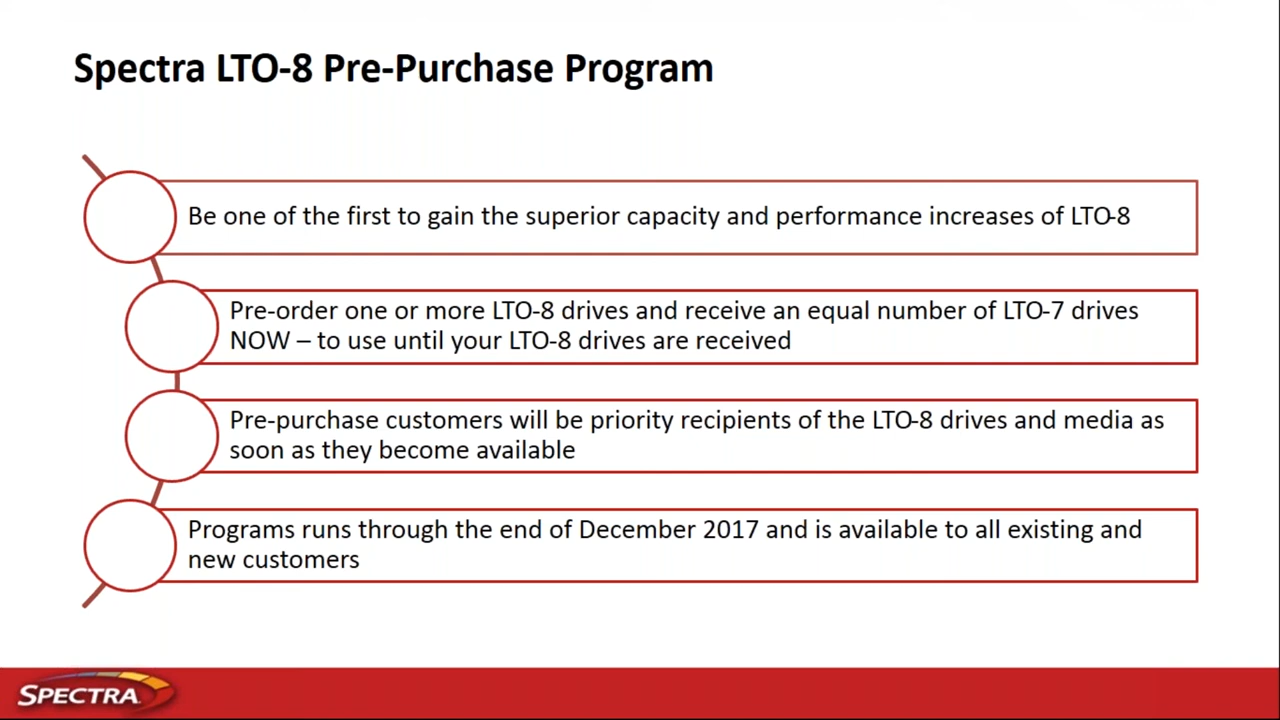 Spectra LTO-8 Pre-Purchase Program
Be one of the first to gain the superior capacity and performance increases of LTO-8
Pre-order one or more LTO-8 drives and receive an equal number of LTO-7 drives
NOW – to use until your LTO-8 drives are received
Pre-purchase customers will be priority recipients of the LTO-8 drives and media as
soon as they become available
Programs runs through the end of December 2017 and is available to all existing and
new customers
SPECTRA